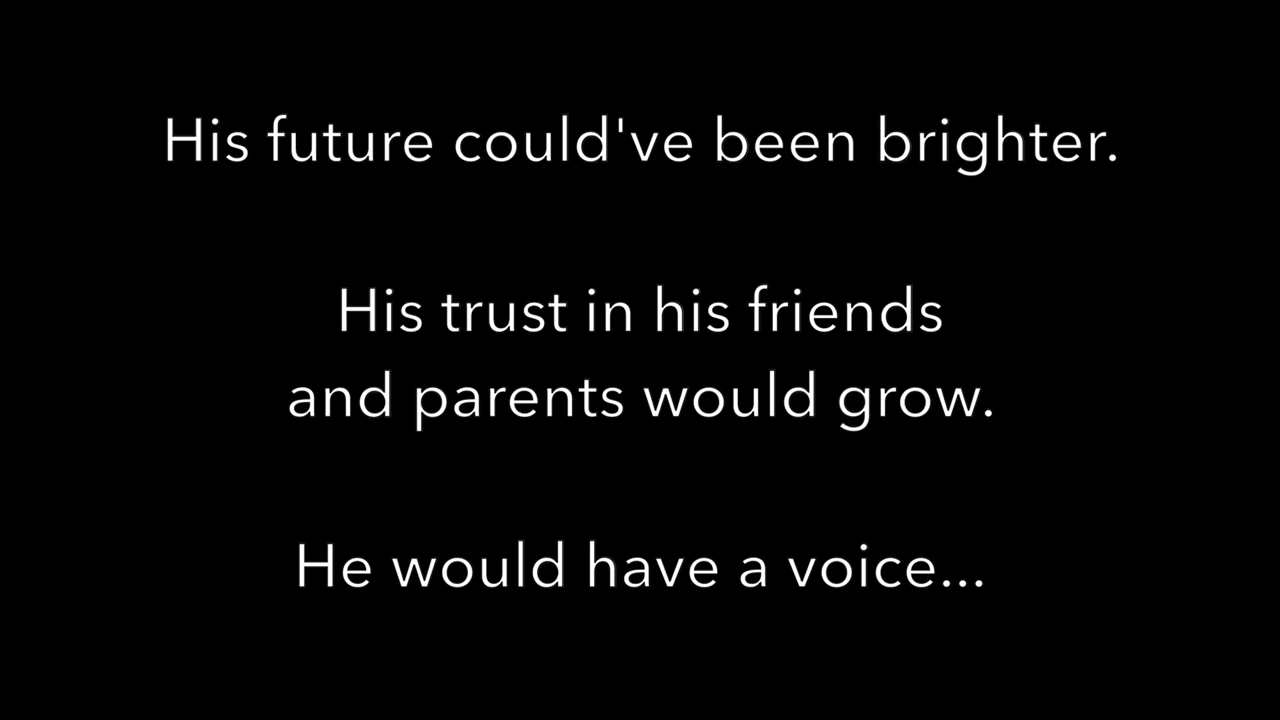 His future could've been brighter.
His trust in his friends
and parents would grow.
He would have a voice...